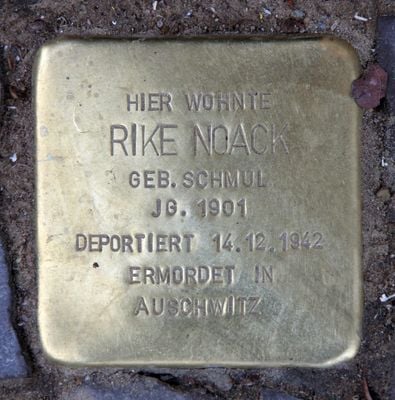 HIER WOHNTE
RIKE NOACK
GEB. SCHMUL
JG. 1901
DEPORTIERT 14.12.1942
ERMORDET IN
AUSCHWITZ